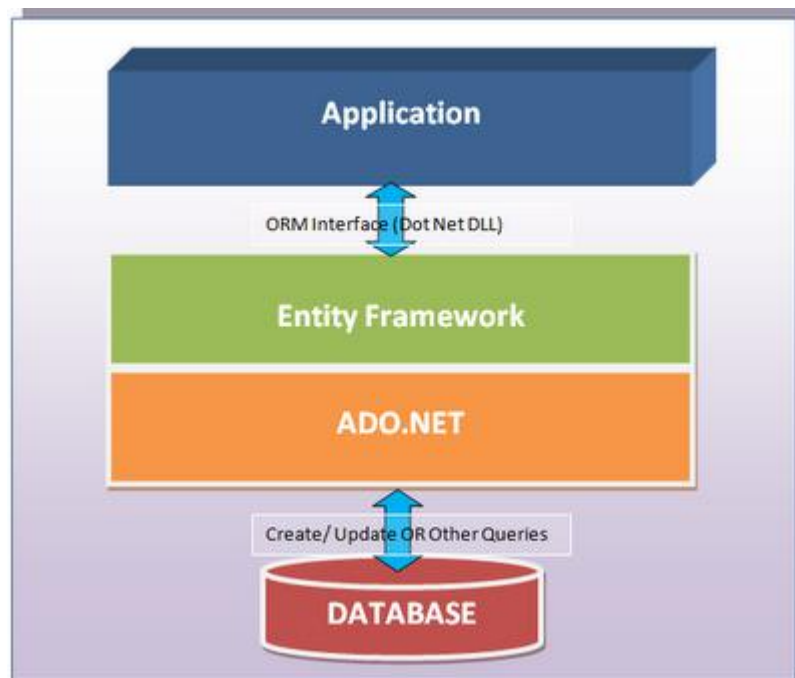 Application
ORM Interface (Dot Net DLL)
Entity Framework
ADO.NET
Create/ Update OR Other Queries
DATABASE